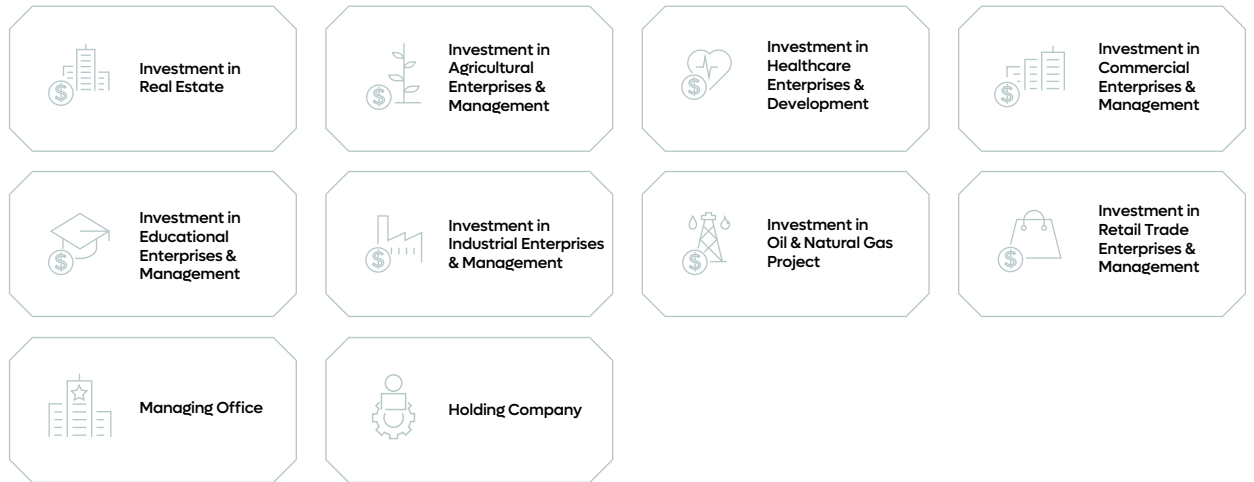 Investment in
Real Estate
Investment in
Agricultural
Enterprises &
Management
Investment in
Healthcare
Enterprises &
Development
Investment in
Commercial
Enterprises &
Management
Investment in
Educational
Enterprises &
Management
Investment in
Industrial Enterprises
& Management
Investment in
Oil & Natural Gas
Project
Investment in
Retail Trade
Enterprises &
Management
Managing Office
Holding Company